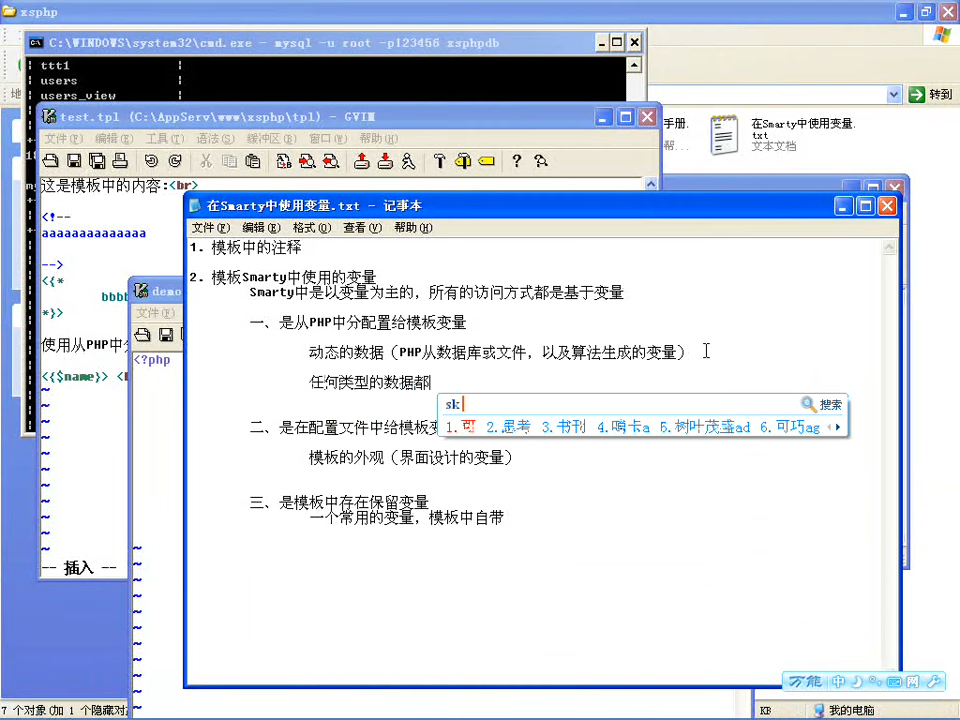 xsphp
C:\WINDOWS\system32\cmd.exe - mysql -u root -p123456 xsphpdb
ttt1
users
users_view
转到
手册.
在Smarty中使用变量.
txt
文本文档
test.tpl (C:\AppServ\www\xsphp\tpl) - GVIM
文件(F) 编辑(E) 工具(T) 语法(S) 缓冲区(B) 窗口(W) 帮助(H)
这是模板中的内容:<br>
<!--
aaaaaaaaaaaaaa
-->
<{*
bbbb
*}>
使用从PHP中分
<{$name}> <
-- 插入 --
demo
文件(F)
<?php
在Smarty中使用变量.txt - 记事本
文件(F) 编辑(E) 格式(O) 查看(V) 帮助(H)
1. 模板中的注释
2. 模板Smarty中使用的变量
Smarty中是以变量为主的，所有的访问方式都是基于变量
一、是从PHP中分配置给模板变量
动态的数据（PHP从数据库或文件，以及算法生成的变量）
任何类型的数据都
sk 搜索
1.可 2.思考 3.书刊 4.唢卡a 5.树叶茂盛ad 6.可巧ag
二、是在配置文件中给模板变
模板的外观（界面设计的变量）
三、是模板中存在保留变量
一个常用的变量，模板中自带
万能 中 网
7 个对象(加 1 个隐藏对
KB 我的电脑